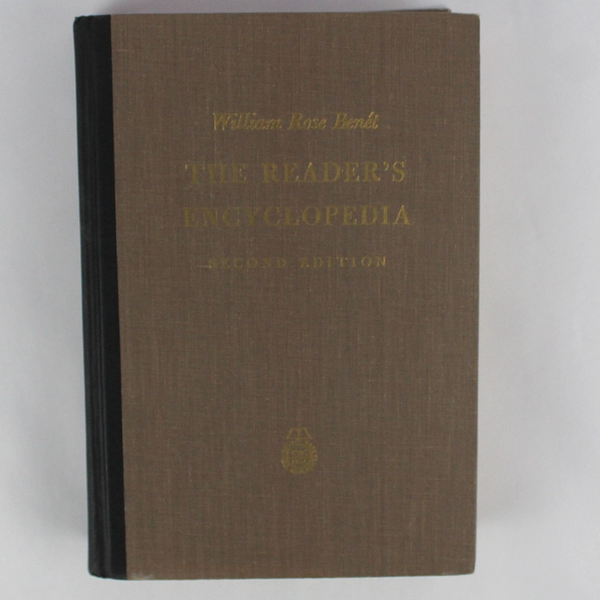 William Rose Benét
THE READER'S
ENCYCLOPEDIA
SECOND EDITION